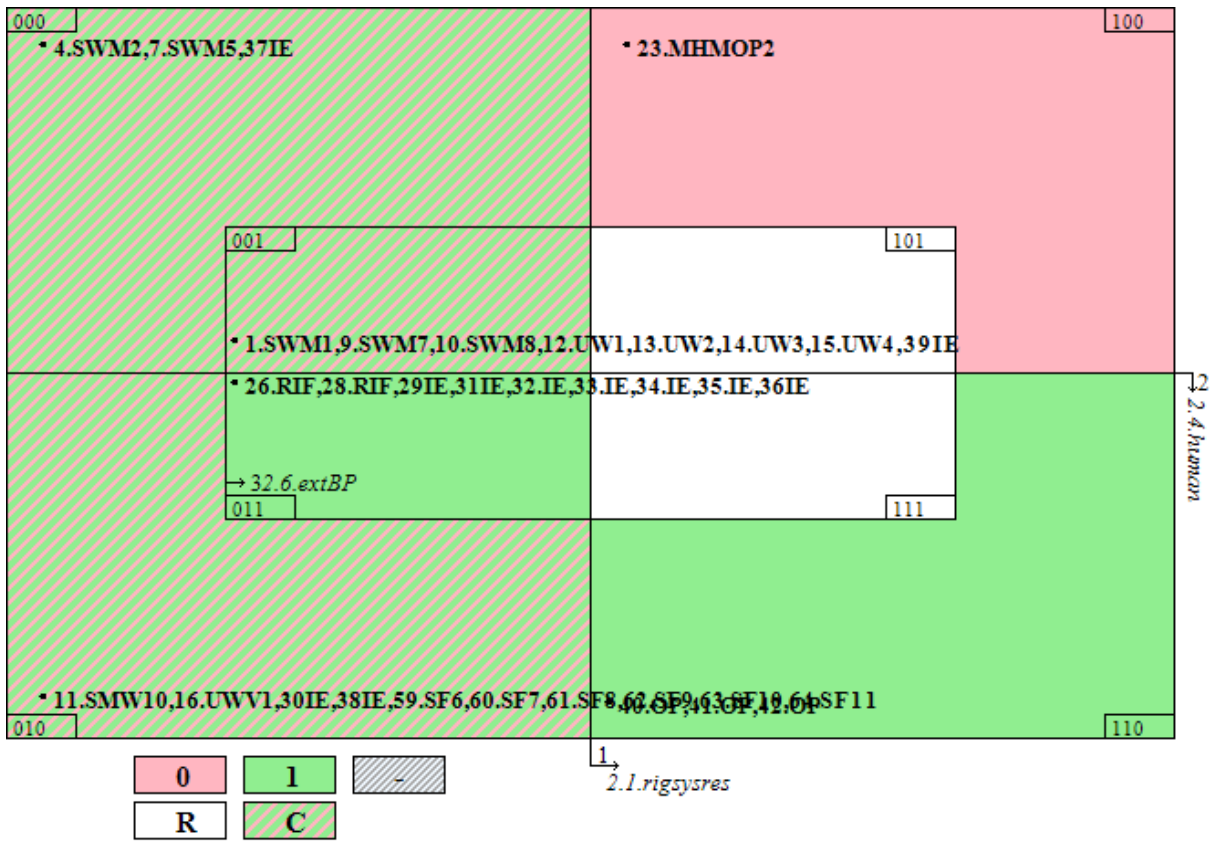 000
100
4.SWM2,7.SWM5,37IE
23.MHMOP2
001
101
1.SWM1,9.SWM7,10.SWM8,12.UW1,13.UW2,14.UW3,15.UW4,39IE
26.RIF,28.RIF,29IE,31IE,32.IE,33.IE,34.IE,35.IE,36IE
2
2.4.human
3 2.6.extBP
011
111
11.SMW10,16.UWV1,30IE,38IE,59.SF6,60.SF7,61.SF8,62.SF9,63.SF10,64.SF11
40.OP,41.OP,42.OP
010
110
1
2.1.rigsysres
0 1 -
R C